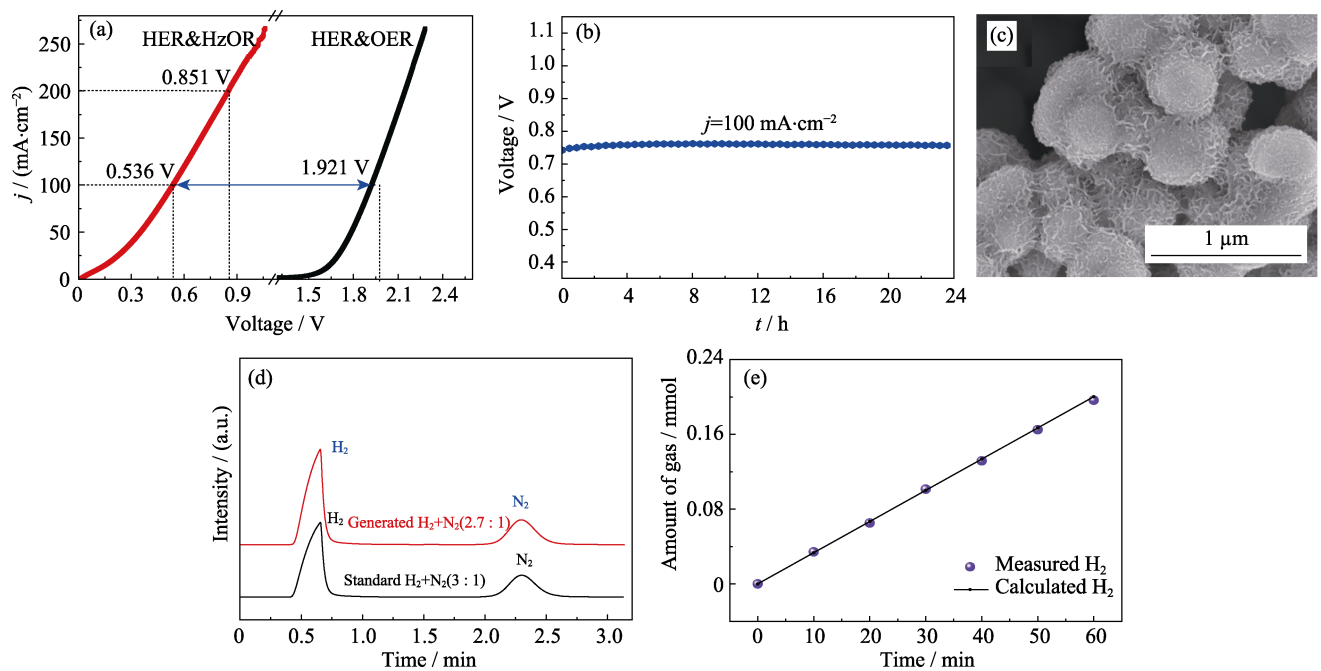 (a)
HER&HzOR
HER&OER
0.851 V
0.536 V
1.921 V
250
200
150
100
50
0
j / (mA·cm⁻²)
0
0.3
0.6
0.9
1.5
1.8
2.1
2.4
Voltage / V
(b)
j=100 mA·cm⁻²
1.1
1.0
0.9
0.8
0.7
0.6
0.5
0.4
Voltage / V
0
4
8
12
16
20
24
t / h
(c)
1 μm
(d)
H₂
N₂
Generated H₂+N₂(2.7 : 1)
H₂
N₂
Standard H₂+N₂(3 : 1)
Intensity / (a.u.)
0
0.5
1.0
1.5
2.0
2.5
3.0
Time / min
(e)
0.24
0.16
0.08
0
Amount of gas / mmol
Measured H₂
Calculated H₂
0
10
20
30
40
50
60
Time / min